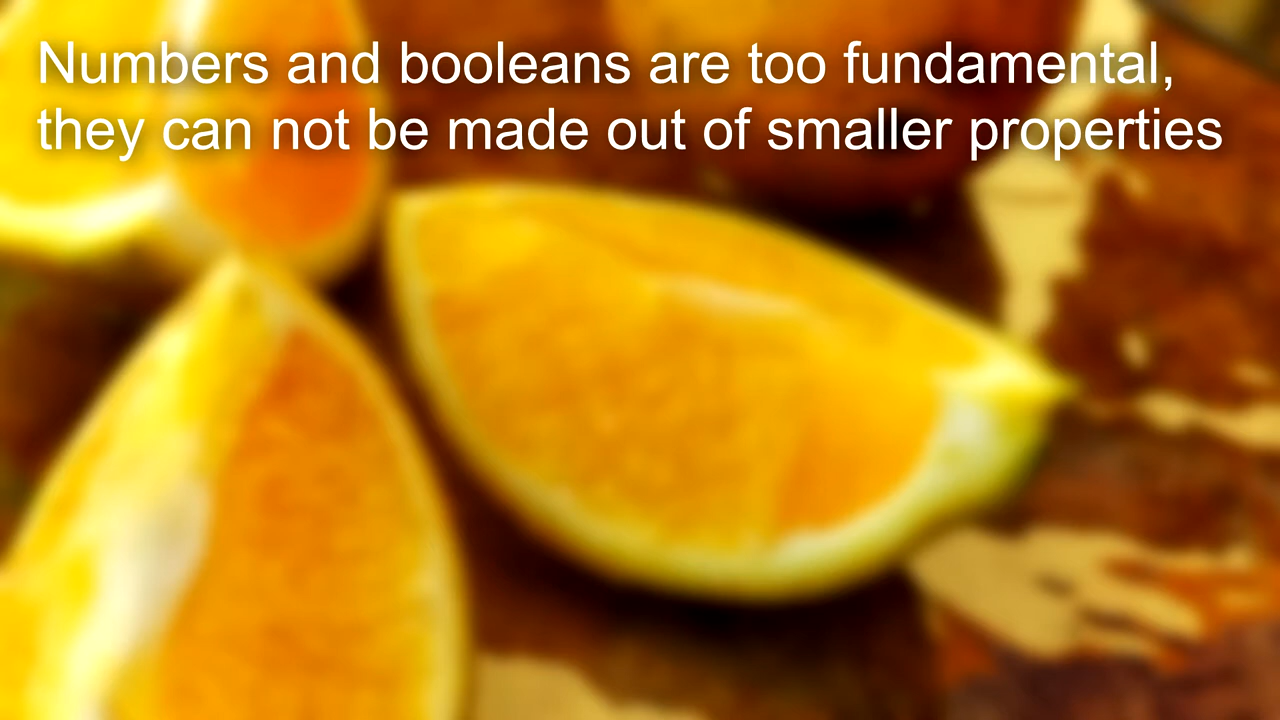 Numbers and booleans are too fundamental,
they can not be made out of smaller properties